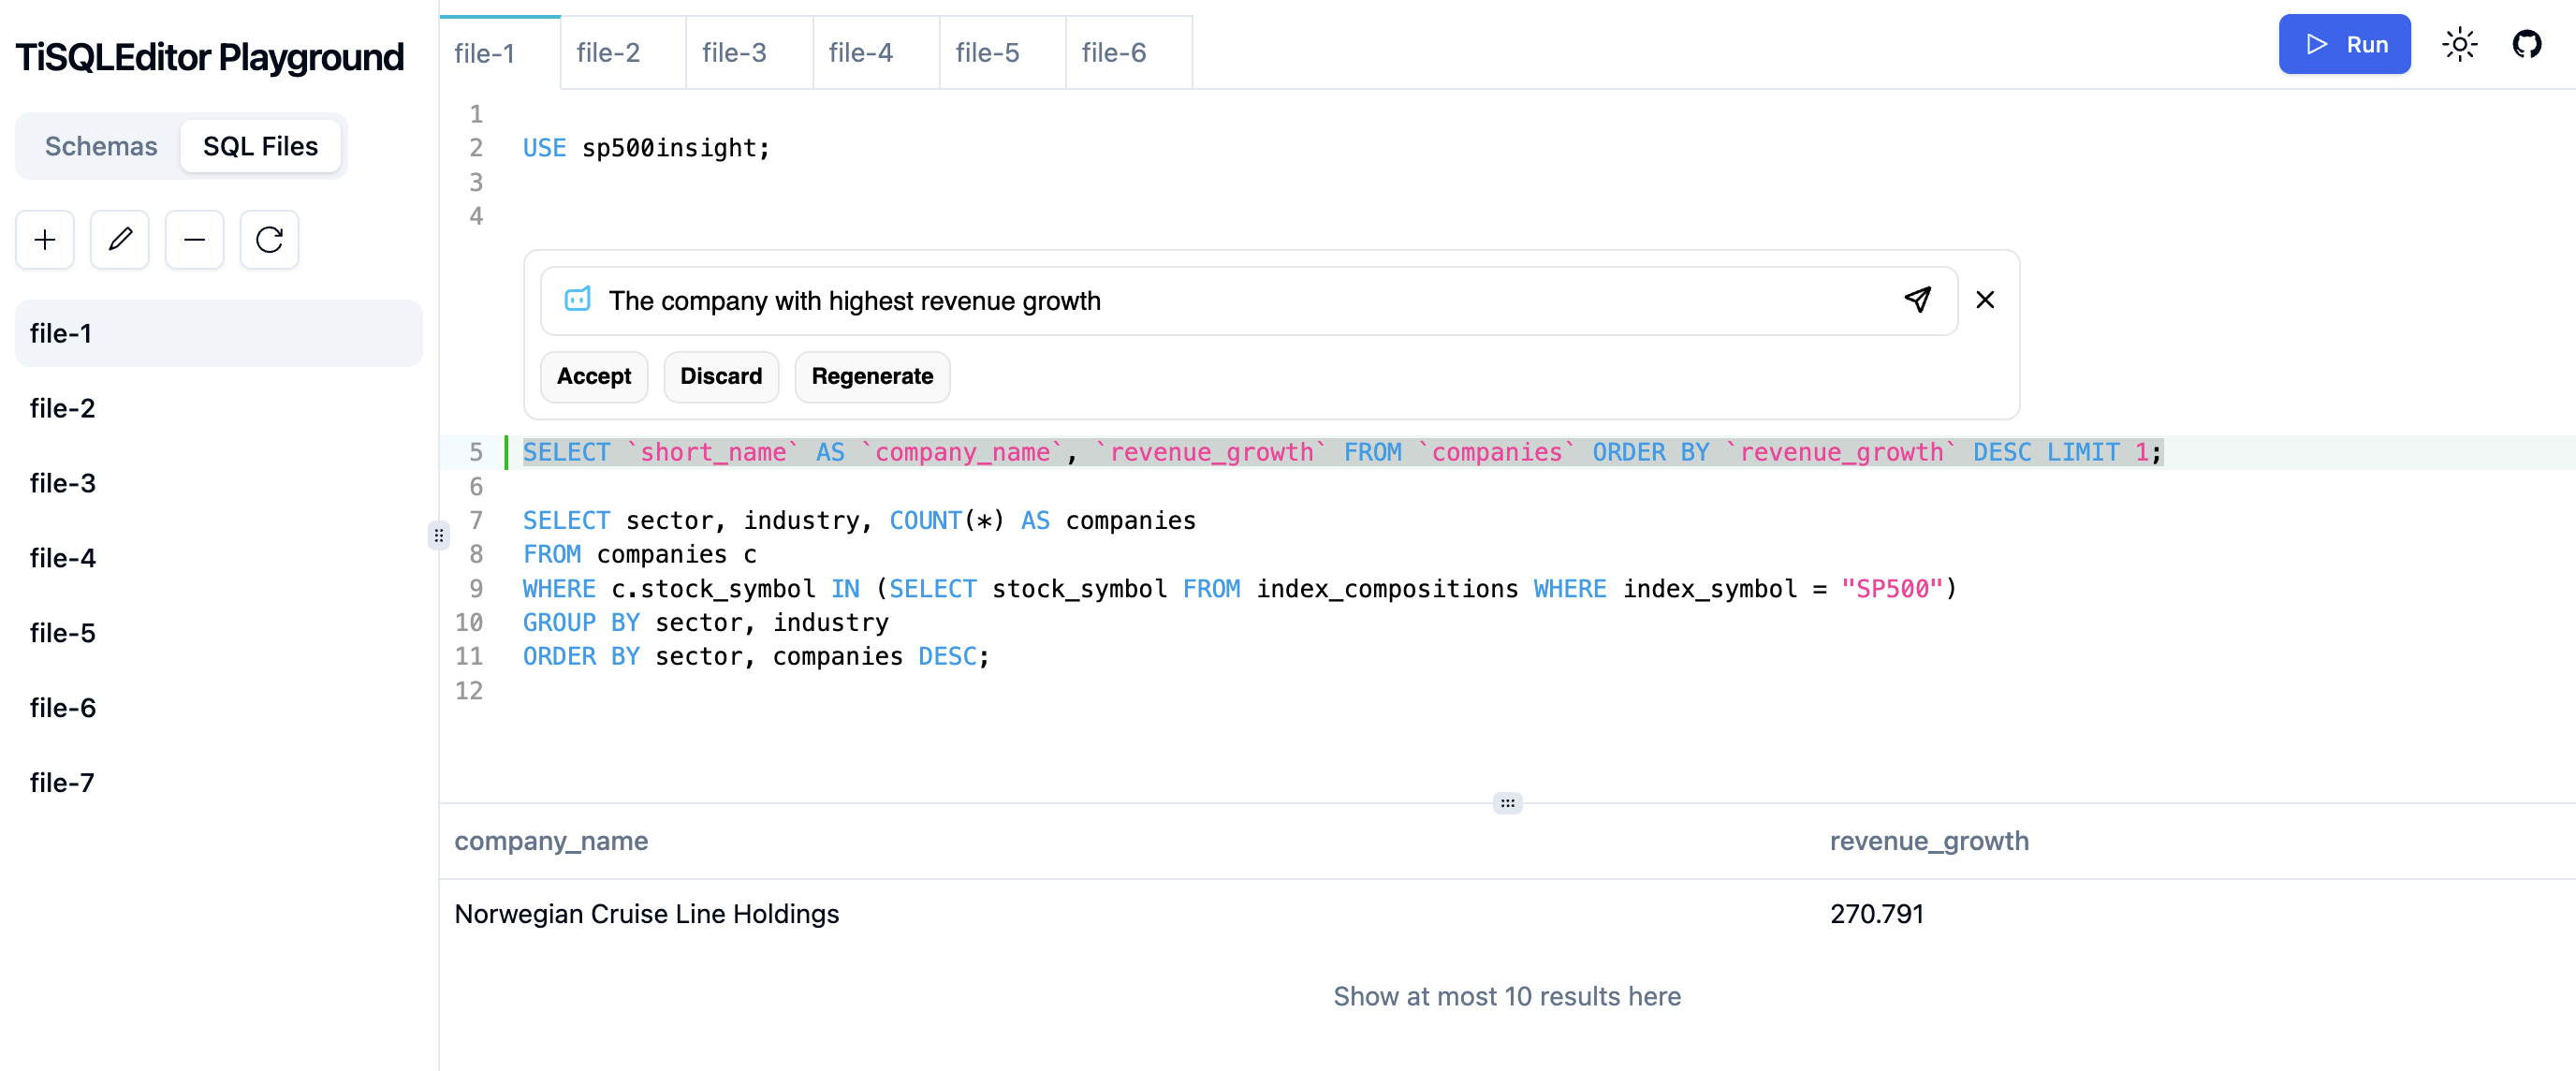 TiSQLEditor Playground
Schemas SQL Files
file-1
file-2
file-3
file-4
file-5
file-6
file-7
file-1 file-2 file-3 file-4 file-5 file-6
Run
1
2 USE sp500insight;
3
4
The company with highest revenue growth
Accept Discard Regenerate
5 SELECT `short_name` AS `company_name`, `revenue_growth` FROM `companies` ORDER BY `revenue_growth` DESC LIMIT 1;
6
7 SELECT sector, industry, COUNT(*) AS companies
8 FROM companies c
9 WHERE c.stock_symbol IN (SELECT stock_symbol FROM index_compositions WHERE index_symbol = "SP500")
10 GROUP BY sector, industry
11 ORDER BY sector, companies DESC;
12
company_name revenue_growth
Norwegian Cruise Line Holdings 270.791
Show at most 10 results here